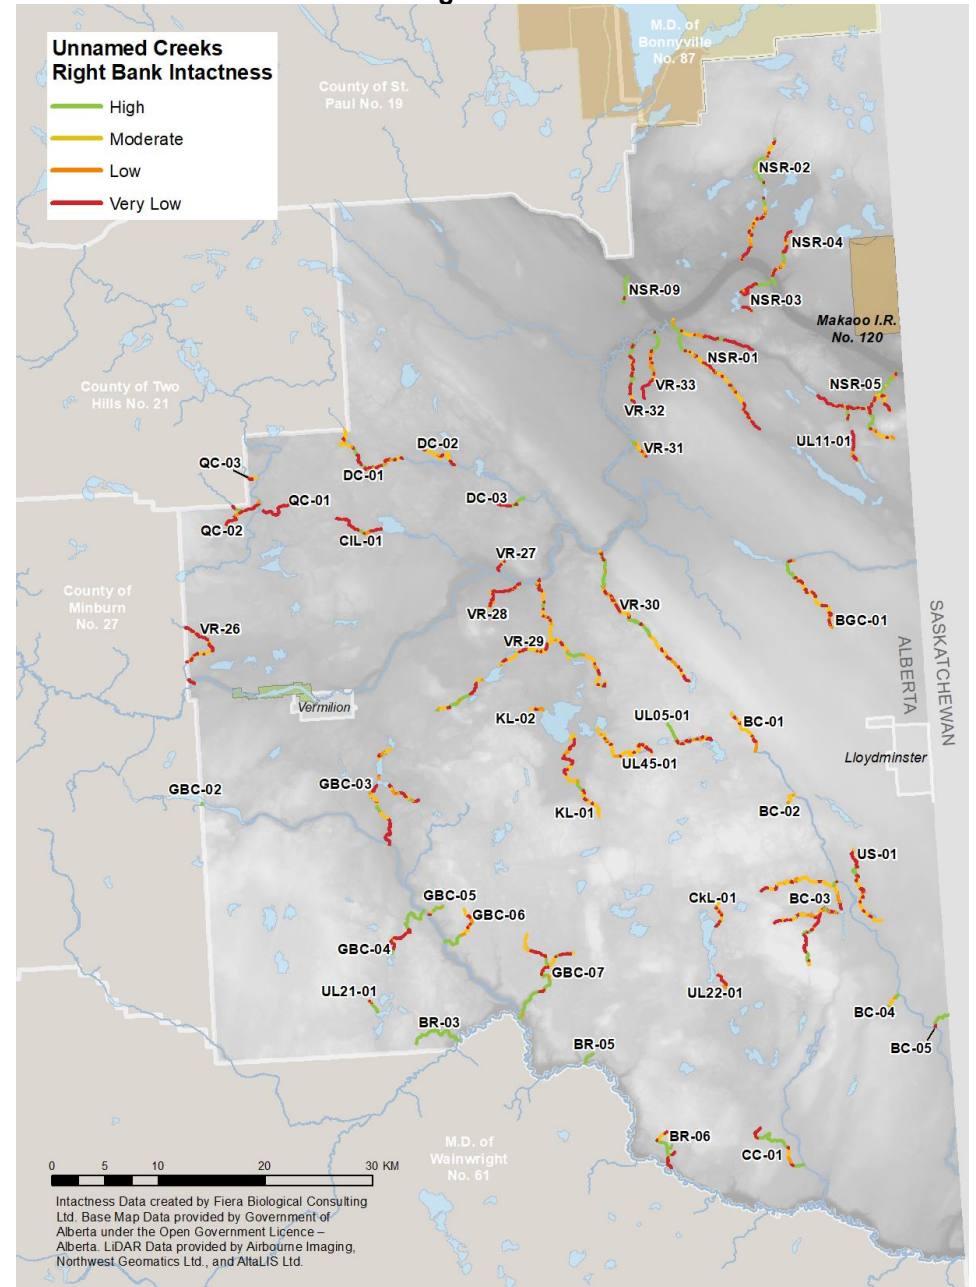 Unnamed Creeks
Right Bank Intactness
High
Moderate
Low
Very Low
M.D. of
Bonnyville
No. 87
County of St.
Paul No. 19
NSR-02
NSR-04
NSR-09
NSR-03
Makaoo I.R.
No. 120
NSR-01
County of Two
Hills No. 21
VR-33
NSR-05
VR-32
UL11-01
DC-02
VR-31
QC-03
DC-01
QC-01
DC-03
QC-02
CIL-01
VR-27
County of
Minburn
No. 27
VR-28
VR-30
BGC-01
VR-26
VR-29
SASKATCHEWAN
ALBERTA
Vermilion
KL-02
UL05-01
BC-01
Lloydminster
UL45-01
GBC-02
GBC-03
KL-01
BC-02
US-01
GBC-05
CkL-01
BC-03
GBC-06
GBC-04
GBC-07
UL21-01
UL22-01
BC-04
BR-03
BR-05
BC-05
BR-06
CC-01
M.D. of
Wainwright
No. 61
0 5 10 20 30 KM
Intactness Data created by Fiera Biological Consulting
Ltd. Base Map Data provided by Government of
Alberta under the Open Government Licence –
Alberta. LiDAR Data provided by Airbourne Imaging,
Northwest Geomatics Ltd., and AltaLIS Ltd.